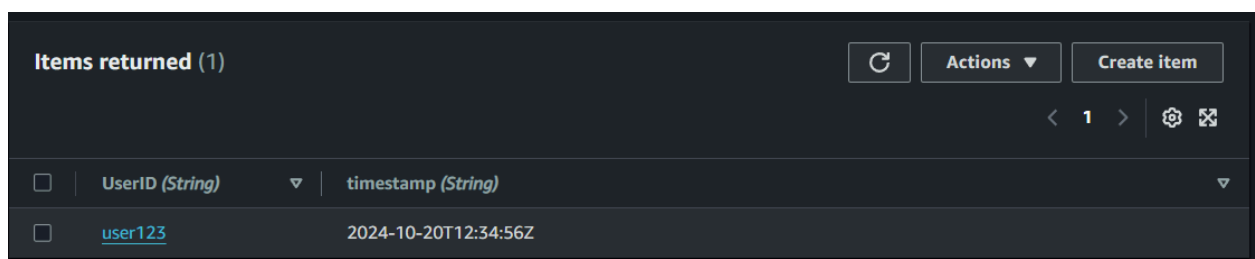 Items returned (1)
Actions
Create item
1
UserID (String)
timestamp (String)
user123
2024-10-20T12:34:56Z